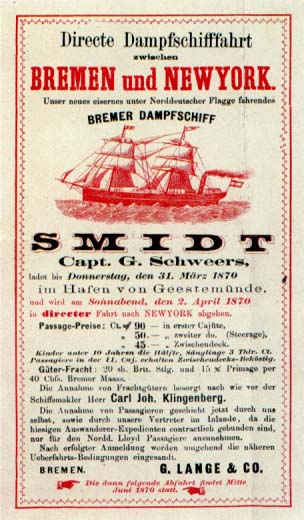 Directe Dampfschifffahrt
zwischen
BREMEN und NEWYORK.
Unser neues eisernes unter Norddeutscher Flagge fahrendes
BREMER DAMPFSCHIFF
SMIDT
Capt. G. Schweers,
ladet bis Donnerstag, den 31. März 1870
im Hafen von Geestemünde,
und wird am Sonnabend, den 2. April 1870
in directer Fahrt nach NEWYORK abgehen.
Passage-Preise: Ct. 90 — in erster Cajüte,
„ 50. — „ zweiter do. (Steerage),
„ 45 — „ Zwischendeck.
Kinder unter 10 Jahren die Hälfte, Säuglinge 3 Thlr. Ct.
Passagiere in der II. Caj. erhalten Zwischendecks-Beköstig.
Güter-Fracht: 20 sh. Brit. Stlg. und 15 % Primage per
40 Cbfs. Bremer Maass.
Die Annahme von Frachtgütern besorgt nach wie vor der
Schiffsmakler Herr Carl Joh. Klingenberg.
Die Annahme von Passagieren geschieht jetzt durch uns
selbst, sowie durch unsere Vertreter im Inlande, da die
hiesigen Auswanderer-Expedienten contractlich gebunden sind,
nur für den Nordd. Lloyd Passagiere anzunehmen.
Nach erfolgter Anmeldung werden umgehend die näheren
Ueberfahrts-Bedingungen eingesandt.
BREMEN. G. LANGE & CO.
Die dann folgende Abfahrt findet Mitte
Juni 1870 statt.